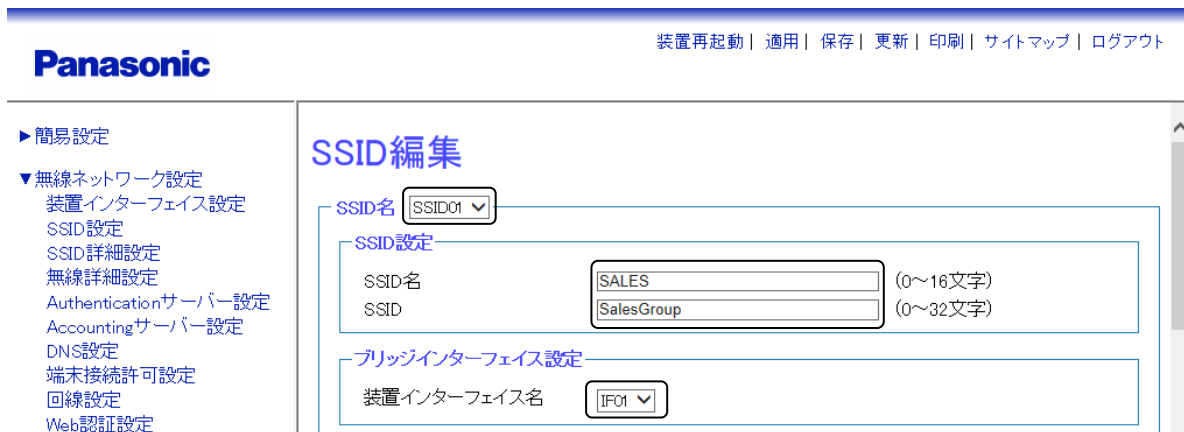 装置再起動| 適用| 保存| 更新| 印刷| サイトマップ| ログアウト
Panasonic
►簡易設定
▼無線ネットワーク設定
装置インターフェイス設定
SSID設定
SSID詳細設定
無線詳細設定
Authenticationサーバー設定
Accountingサーバー設定
DNS設定
端末接続許可設定
回線設定
Web認証設定
SSID編集
SSID名 SSID01
SSID設定
SSID名 SALES (0～16文字)
SSID SalesGroup (0～32文字)
ブリッジインターフェイス設定
装置インターフェイス名 IF01